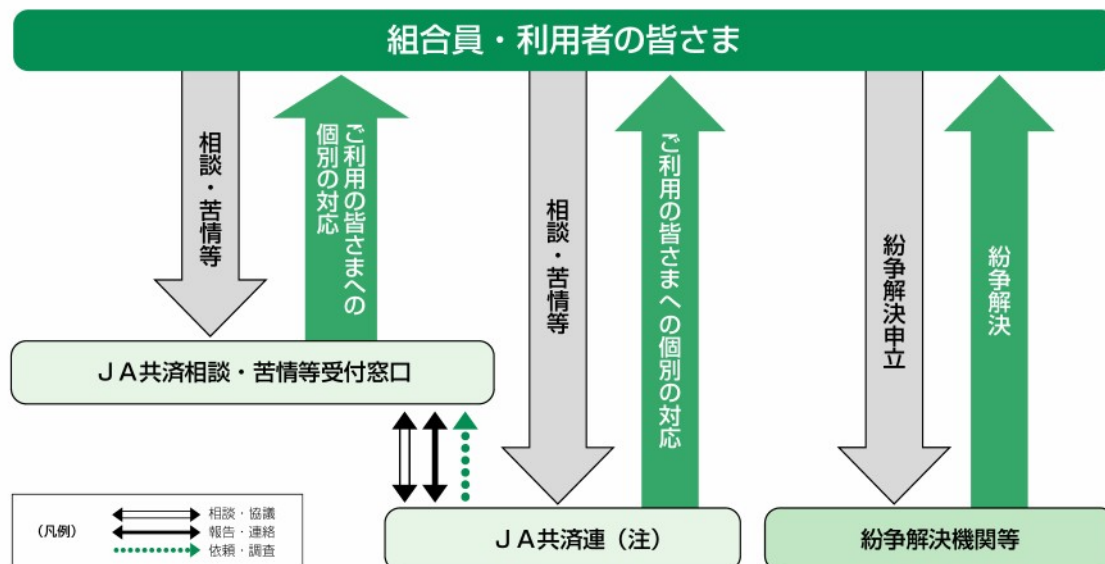 組合員・利用者の皆さま
相談・苦情等
ご利用の皆さまへの
個別の対応
相談・苦情等
ご利用の皆さまへの個別の対応
紛争解決申立
紛争解決
ＪＡ共済相談・苦情等受付窓口
（凡例）
相談・協議
報告・連絡
依頼・調査
ＪＡ共済連（注）
紛争解決機関等